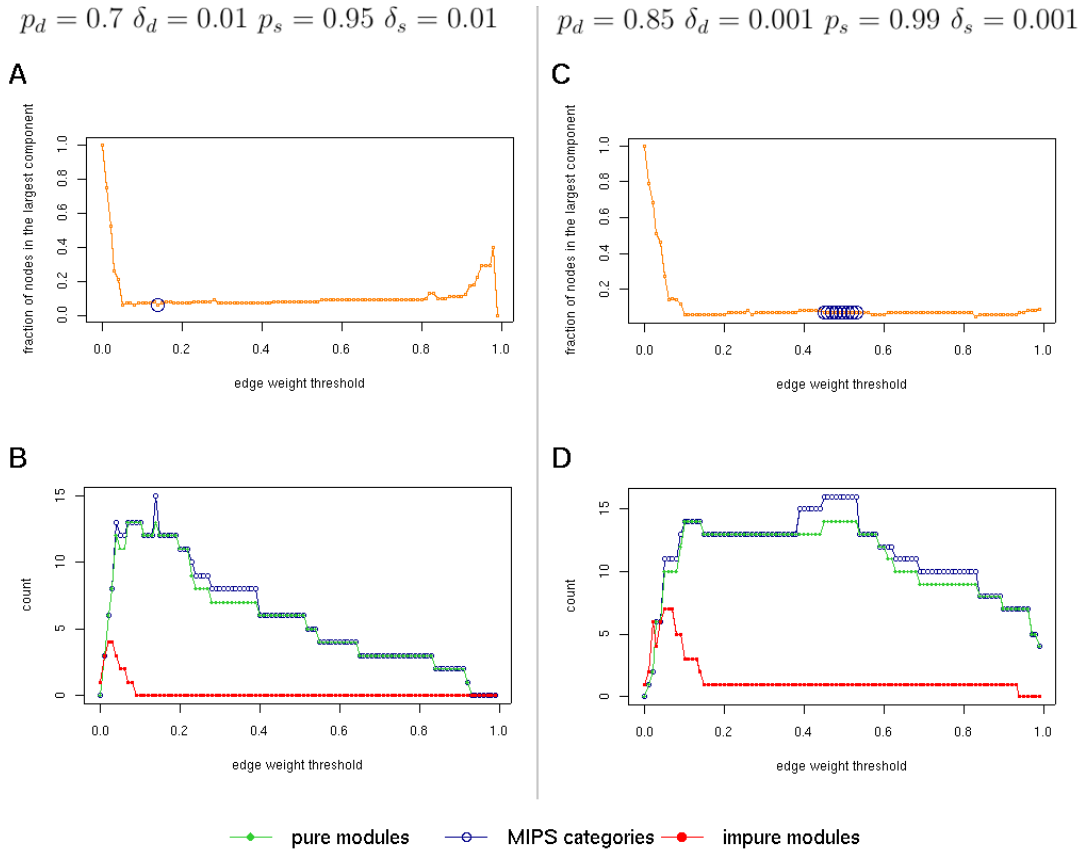 p_d = 0.7 δ_d = 0.01 p_s = 0.95 δ_s = 0.01
p_d = 0.85 δ_d = 0.001 p_s = 0.99 δ_s = 0.001
A
fraction of nodes in the largest component
0.0 0.2 0.4 0.6 0.8 1.0
0.0 0.2 0.4 0.6 0.8 1.0
edge weight threshold
C
fraction of nodes in the largest component
0.2 0.4 0.6 0.8 1.0
0.0 0.2 0.4 0.6 0.8 1.0
edge weight threshold
B
count
0 5 10 15
0.0 0.2 0.4 0.6 0.8 1.0
edge weight threshold
D
count
0 5 10 15
0.0 0.2 0.4 0.6 0.8 1.0
edge weight threshold
pure modules MIPS categories impure modules